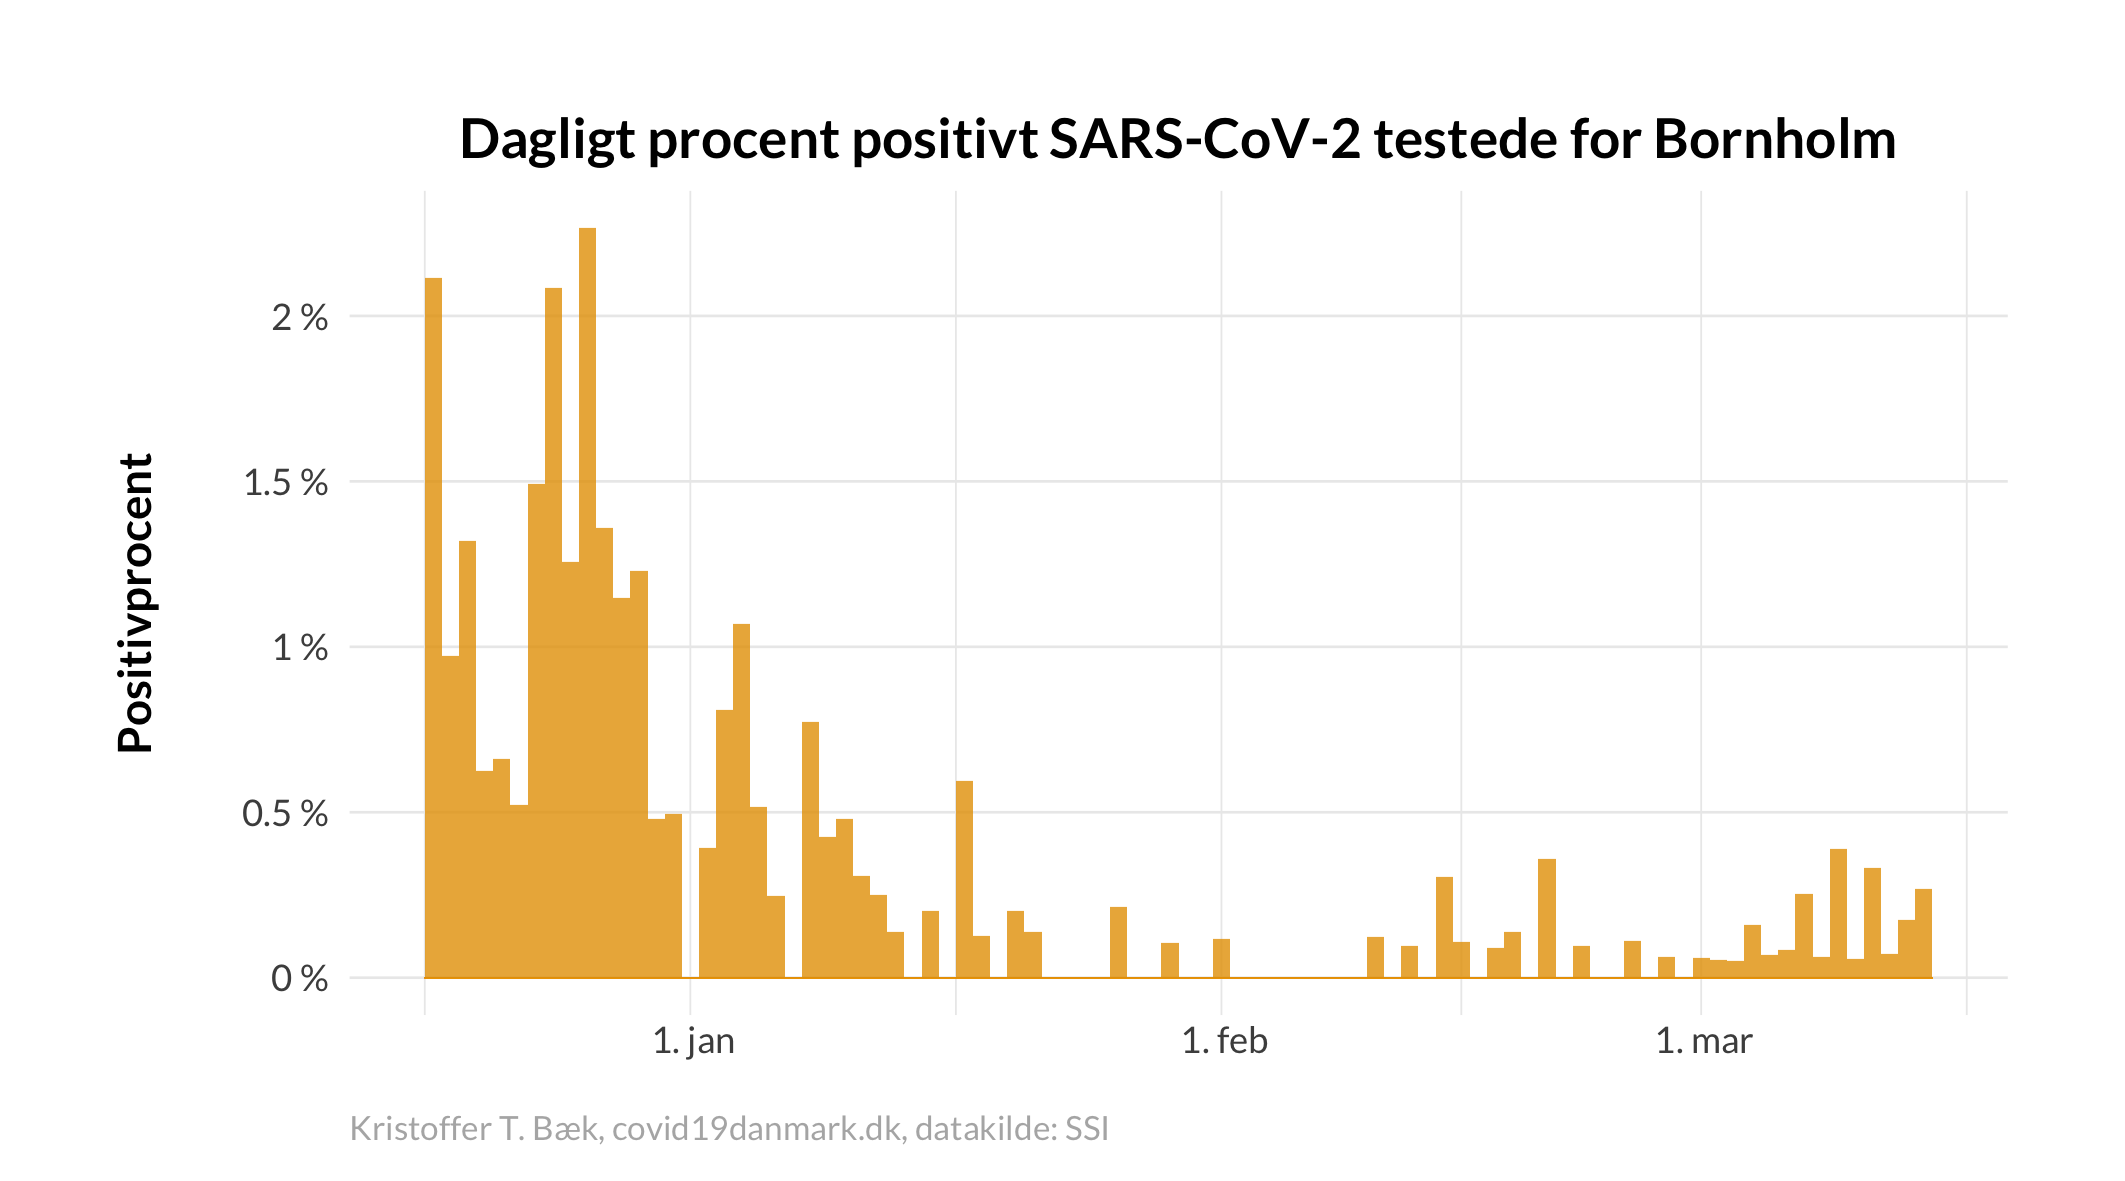 Dagligt procent positivt SARS-CoV-2 testede for Bornholm
Positivprocent
2 %
1.5 %
1 %
0.5 %
0 %
1. jan
1. feb
1. mar
Kristoffer T. Bæk, covid19danmark.dk, datakilde: SSI